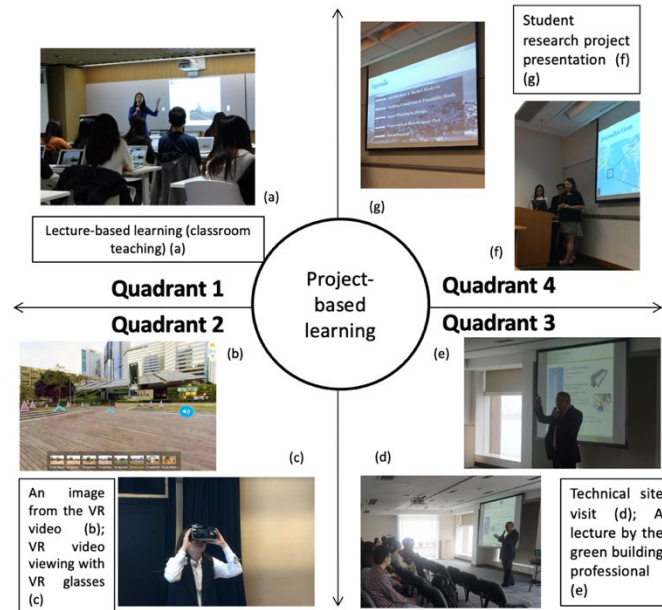 Student
research project
presentation (f)
(g)
Agenda
Introduction
(a)
(g)
(f)
Lecture-based learning (classroom
teaching) (a)
Project-
based
learning
Quadrant 1
Quadrant 4
Quadrant 2
Quadrant 3
(b)
(e)
(c)
(d)
An image
from the VR
video (b);
VR video
viewing with
VR glasses
(c)
Technical site
visit (d); A
lecture by the
green building
professional
(e)